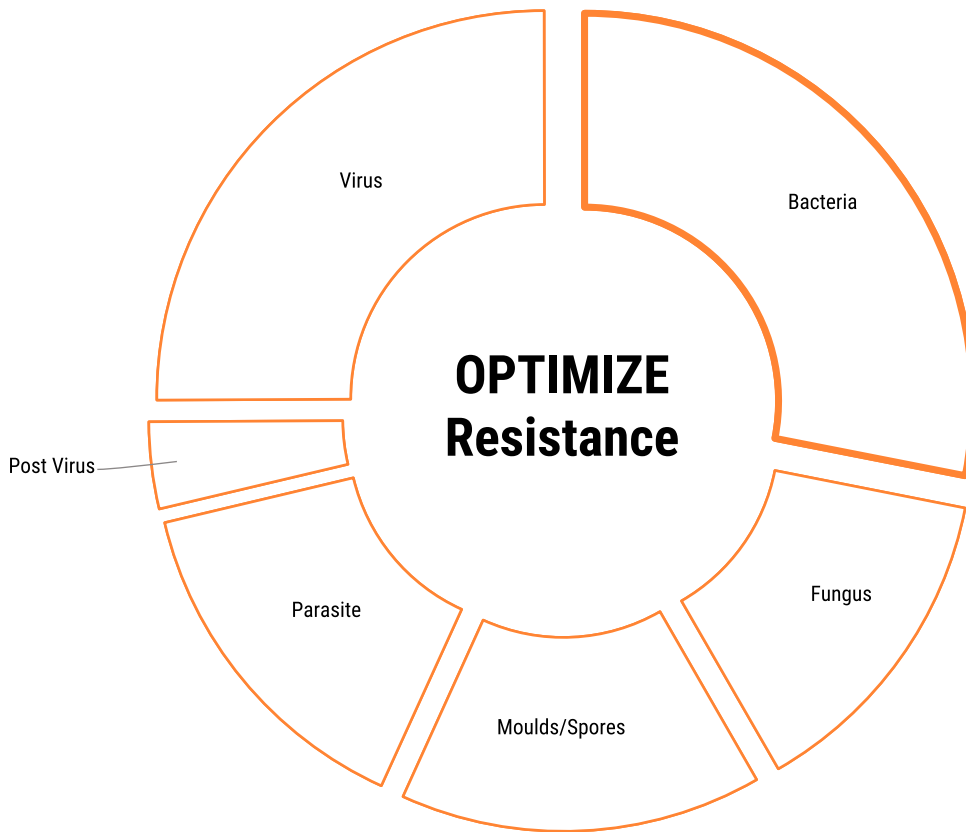 Virus
Bacteria
OPTIMIZE
Resistance
Post Virus
Fungus
Parasite
Moulds/Spores